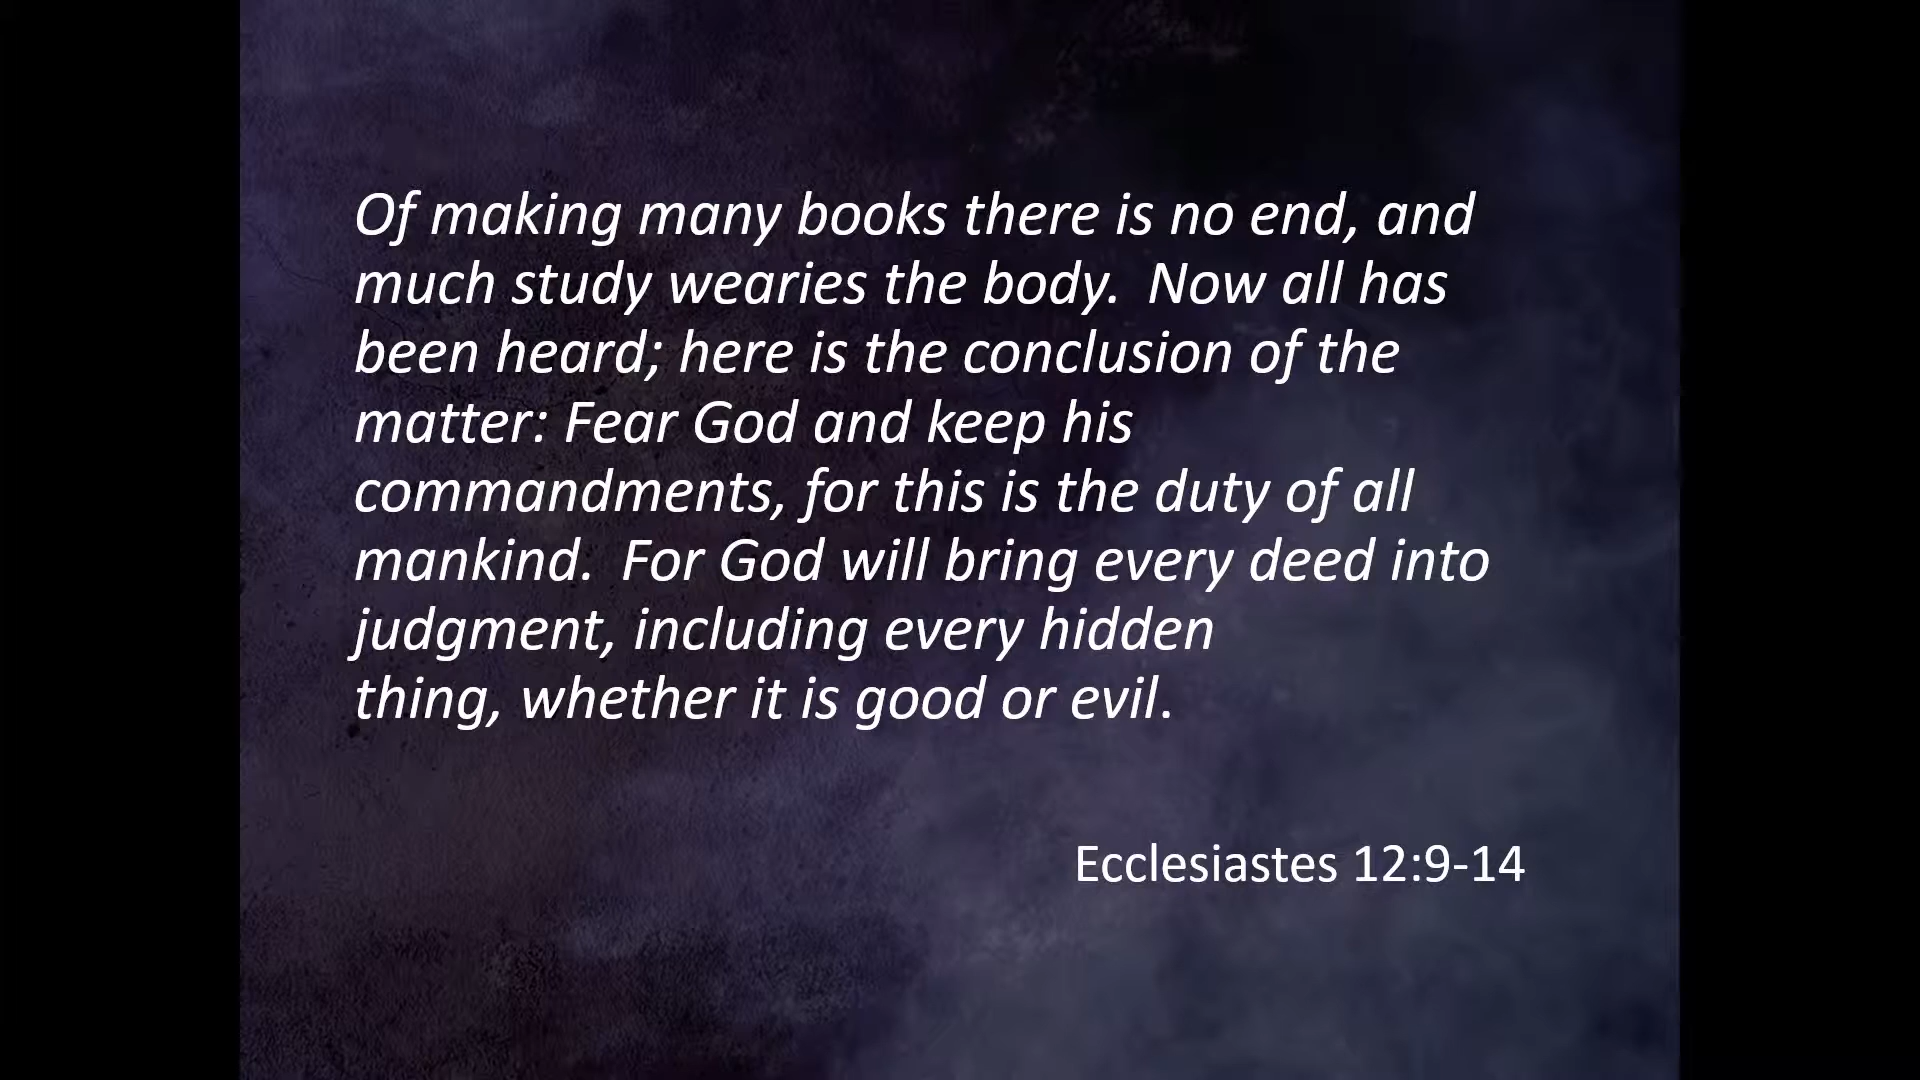 Of making many books there is no end, and
much study wearies the body.  Now all has
been heard; here is the conclusion of the
matter: Fear God and keep his
commandments, for this is the duty of all
mankind.  For God will bring every deed into
judgment, including every hidden
thing, whether it is good or evil.
Ecclesiastes 12:9-14